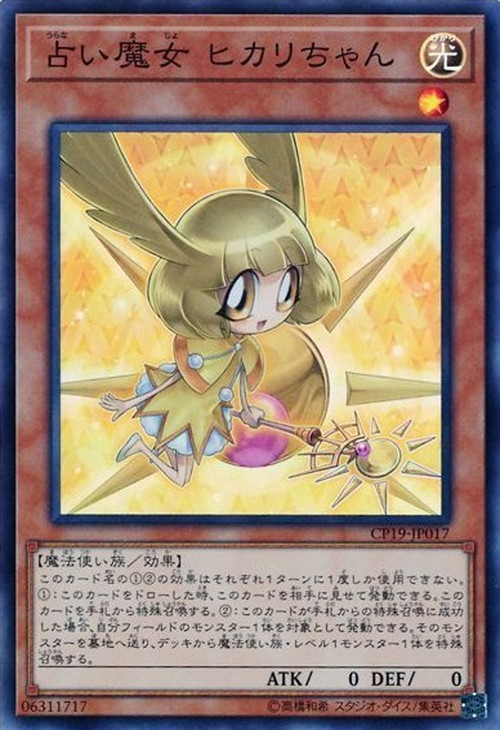 占い魔女 ヒカリちゃん
光
CP19-JP017
【魔法使い族／効果】
このカード名の①②の効果はそれぞれ1ターンに1度しか使用できない。
①：このカードをドローした時、このカードを相手に見せて発動できる。この
カードを手札から特殊召喚する。②：このカードが手札からの特殊召喚に成功
した場合、自分フィールドのモンスター1体を対象として発動できる。そのモン
スターを墓地へ送り、デッキから魔法使い族・レベル1モンスター1体を特殊
召喚する。
ATK/ 0 DEF/ 0
06311717 ©高橋和希 スタジオ・ダイス/集英社